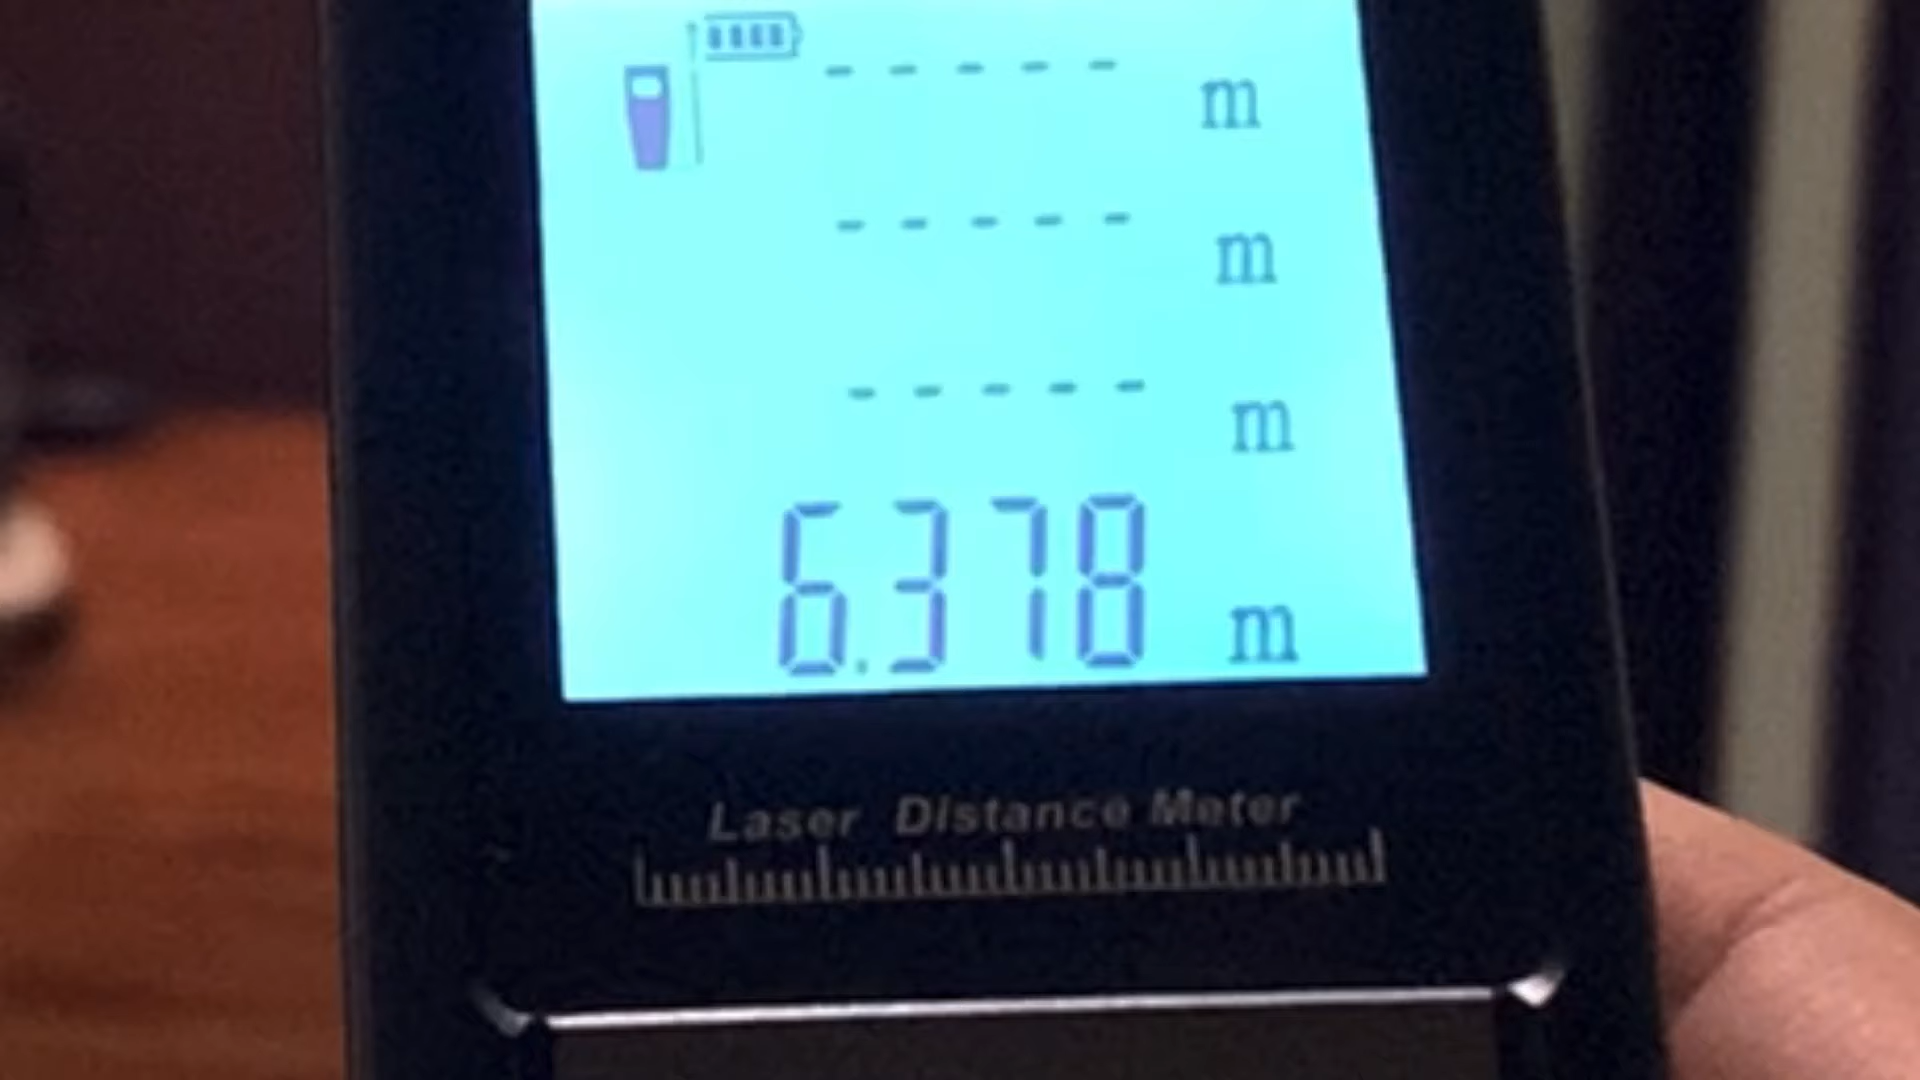 ----- m
----- m
----- m
6.378 m
Laser Distance Meter